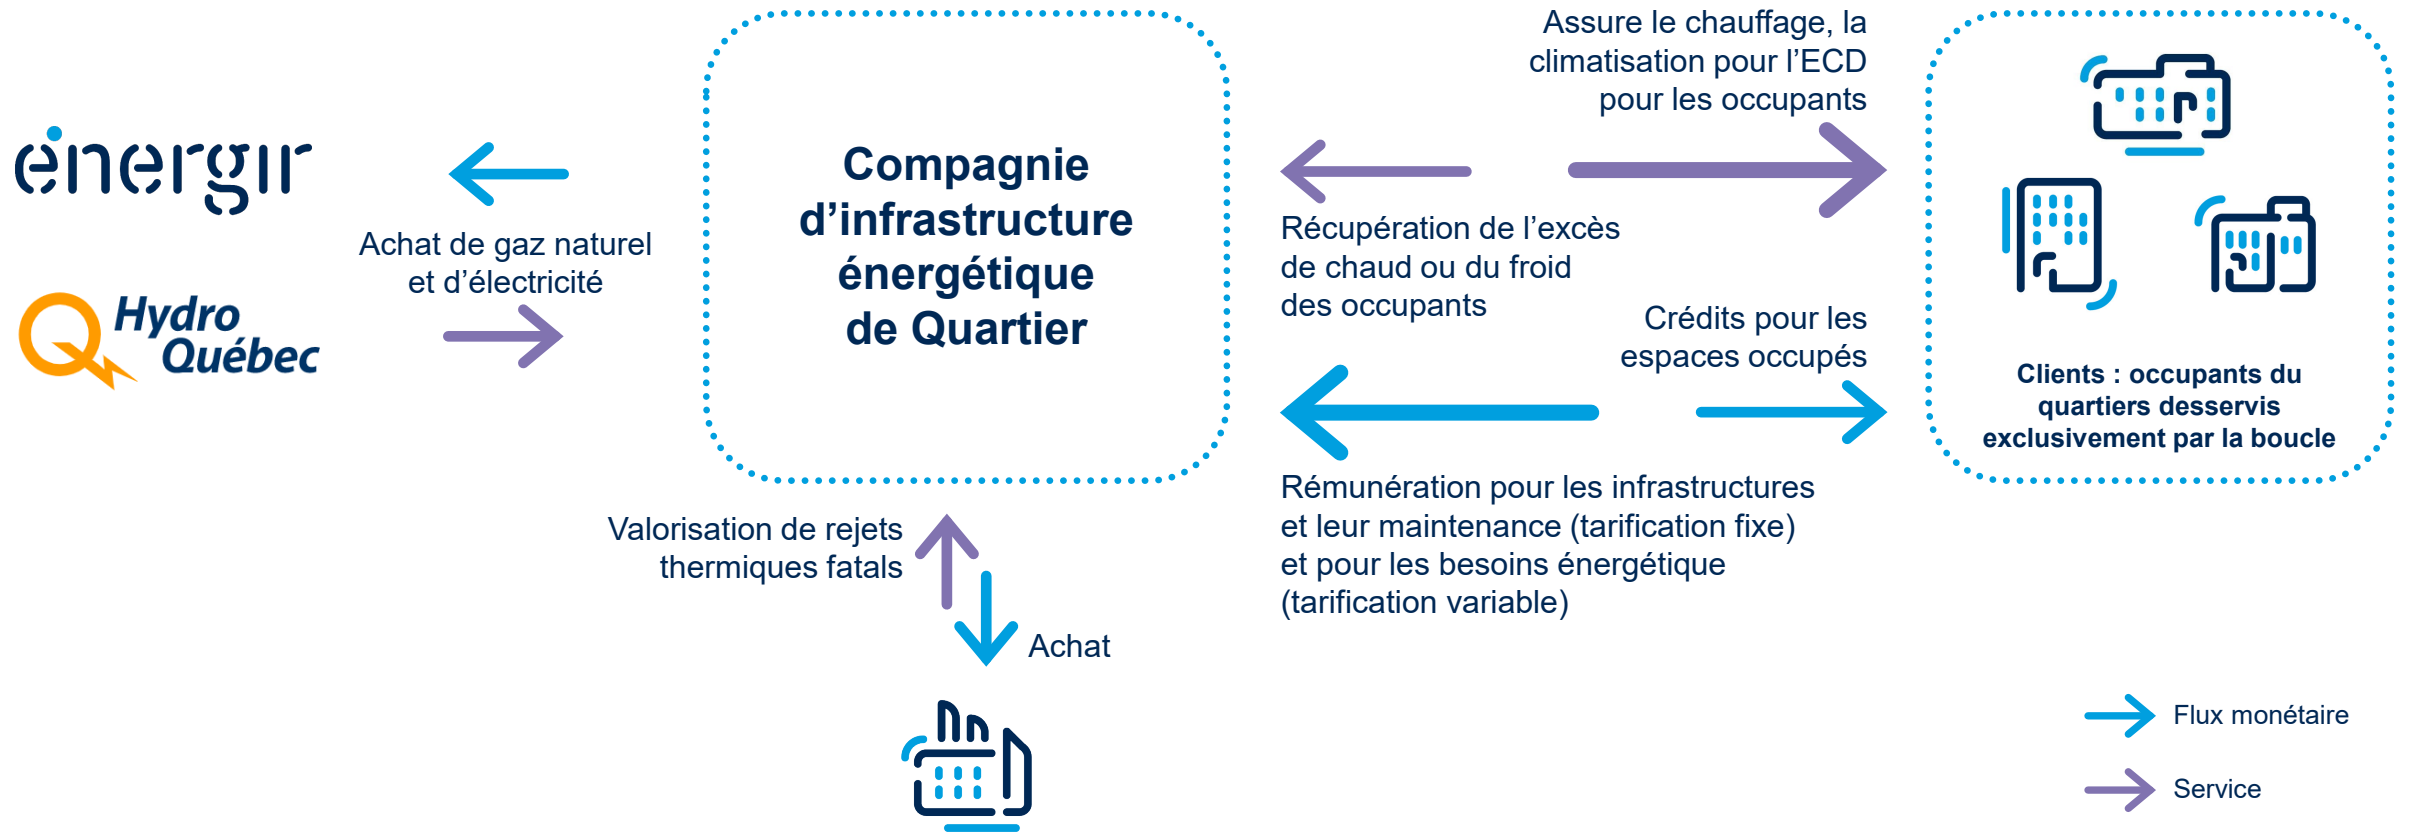 énergir
Hydro
Québec
Achat de gaz naturel
et d’électricité
Compagnie
d’infrastructure
énergétique
de Quartier
Valorisation de rejets
thermiques fatals
Achat
Assure le chauffage, la
climatisation pour l’ECD
pour les occupants
Récupération de l’excès
de chaud ou du froid
des occupants
Crédits pour les
espaces occupés
Rémunération pour les infrastructures
et leur maintenance (tarification fixe)
et pour les besoins énergétique
(tarification variable)
Clients : occupants du
quartiers desservis
exclusivement par la boucle
Flux monétaire
Service